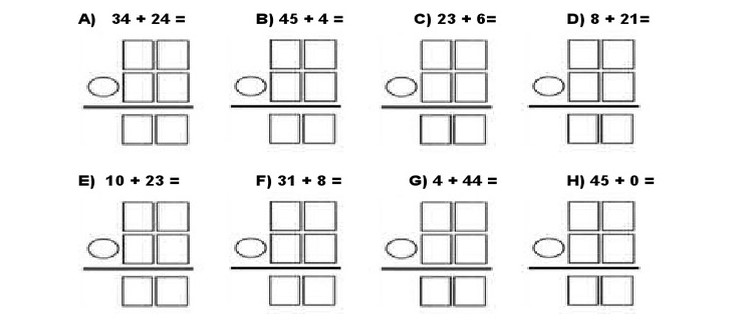 A) 34 + 24 = B) 45 + 4 = C) 23 + 6= D) 8 + 21=
E) 10 + 23 = F) 31 + 8 = G) 4 + 44 = H) 45 + 0 =